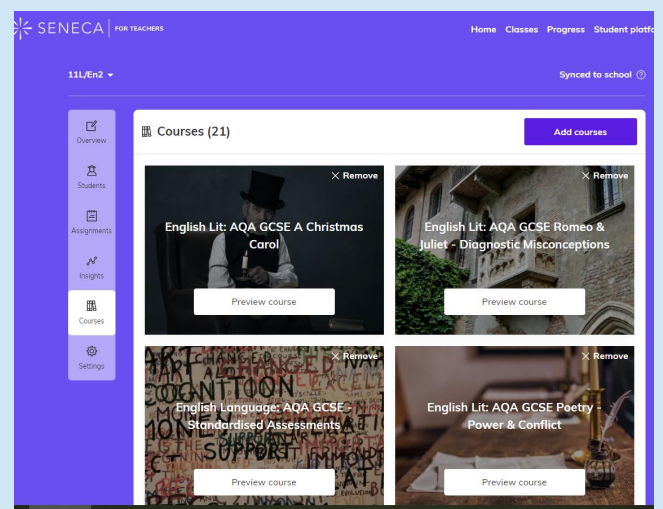 SENECA FOR TEACHERS
Home Classes Progress Student
11L/En2
Synced to school
Overview
Students
Assignments
Insights
Courses
Settings
Courses (21)
Add courses
Remove
English Lit: AQA GCSE A Christmas
Carol
Preview course
Remove
English Lit: AQA GCSE Romeo &
Juliet - Diagnostic Misconceptions
Preview course
Remove
English Language: AQA GCSE -
Standardised Assessments
Preview course
Remove
English Lit: AQA GCSE Poetry -
Power & Conflict
Preview course